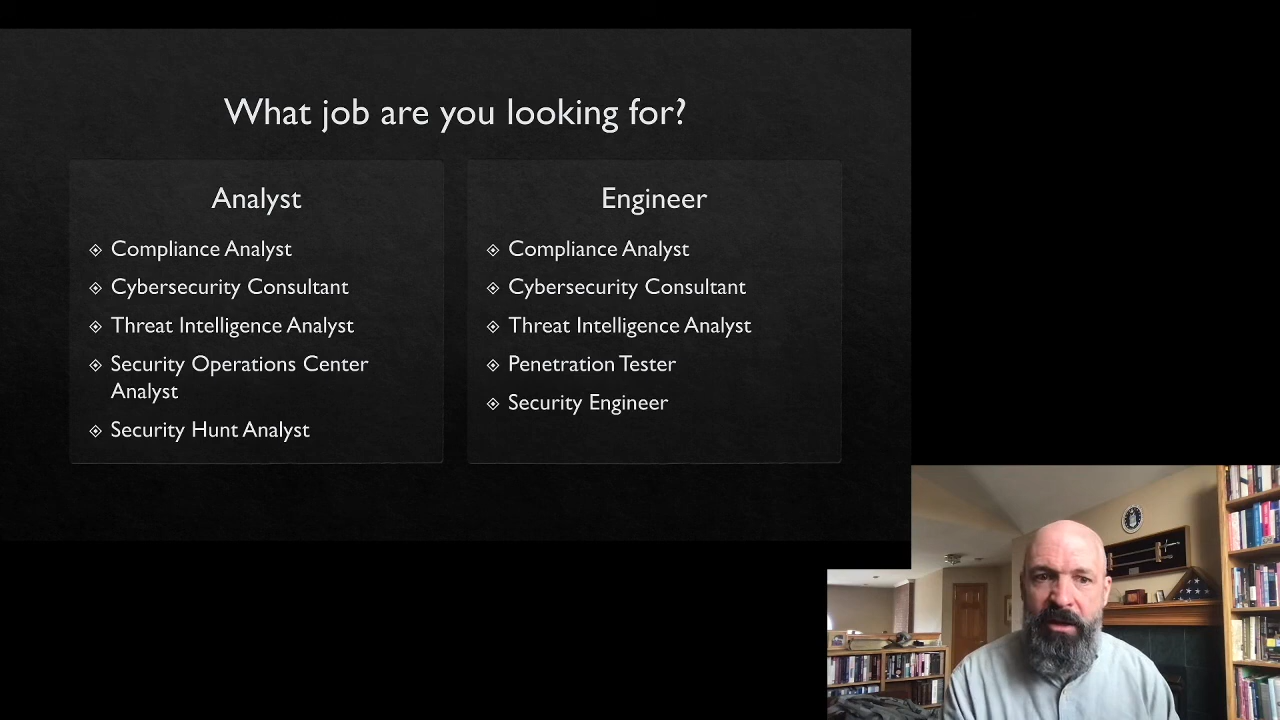 What job are you looking for?
Analyst
Compliance Analyst
Cybersecurity Consultant
Threat Intelligence Analyst
Security Operations Center
Analyst
Security Hunt Analyst
Engineer
Compliance Analyst
Cybersecurity Consultant
Threat Intelligence Analyst
Penetration Tester
Security Engineer